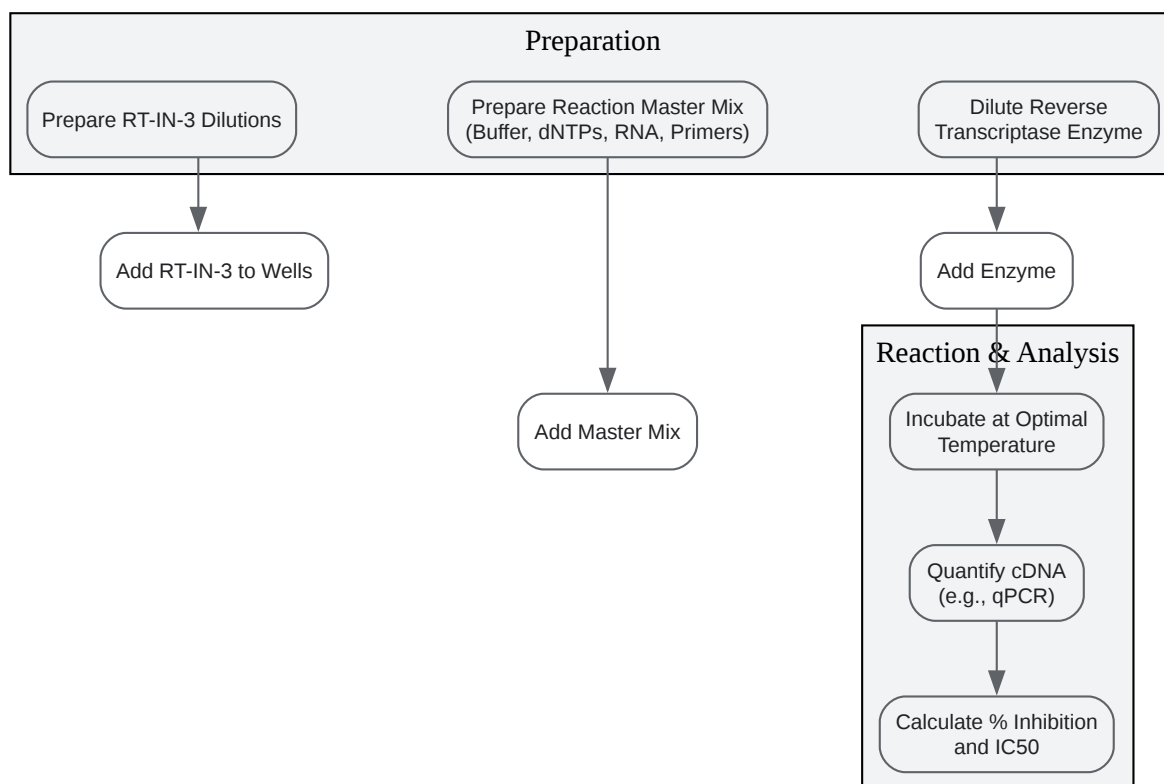 Preparation
Prepare RT-IN-3 Dilutions
Prepare Reaction Master Mix
(Buffer, dNTPs, RNA, Primers)
Dilute Reverse
Transcriptase Enzyme
Add RT-IN-3 to Wells
Add Enzyme
Reaction & Analysis
Add Master Mix
Incubate at Optimal
Temperature
Quantify cDNA
(e.g., qPCR)
Calculate % Inhibition
and IC50